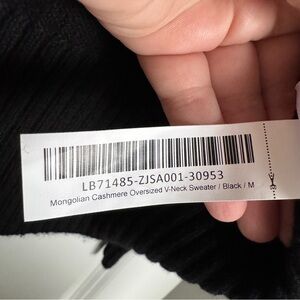 LB71485-ZJSA001-30953
Mongolian Cashmere Oversized V-Neck Sweater / Black / M